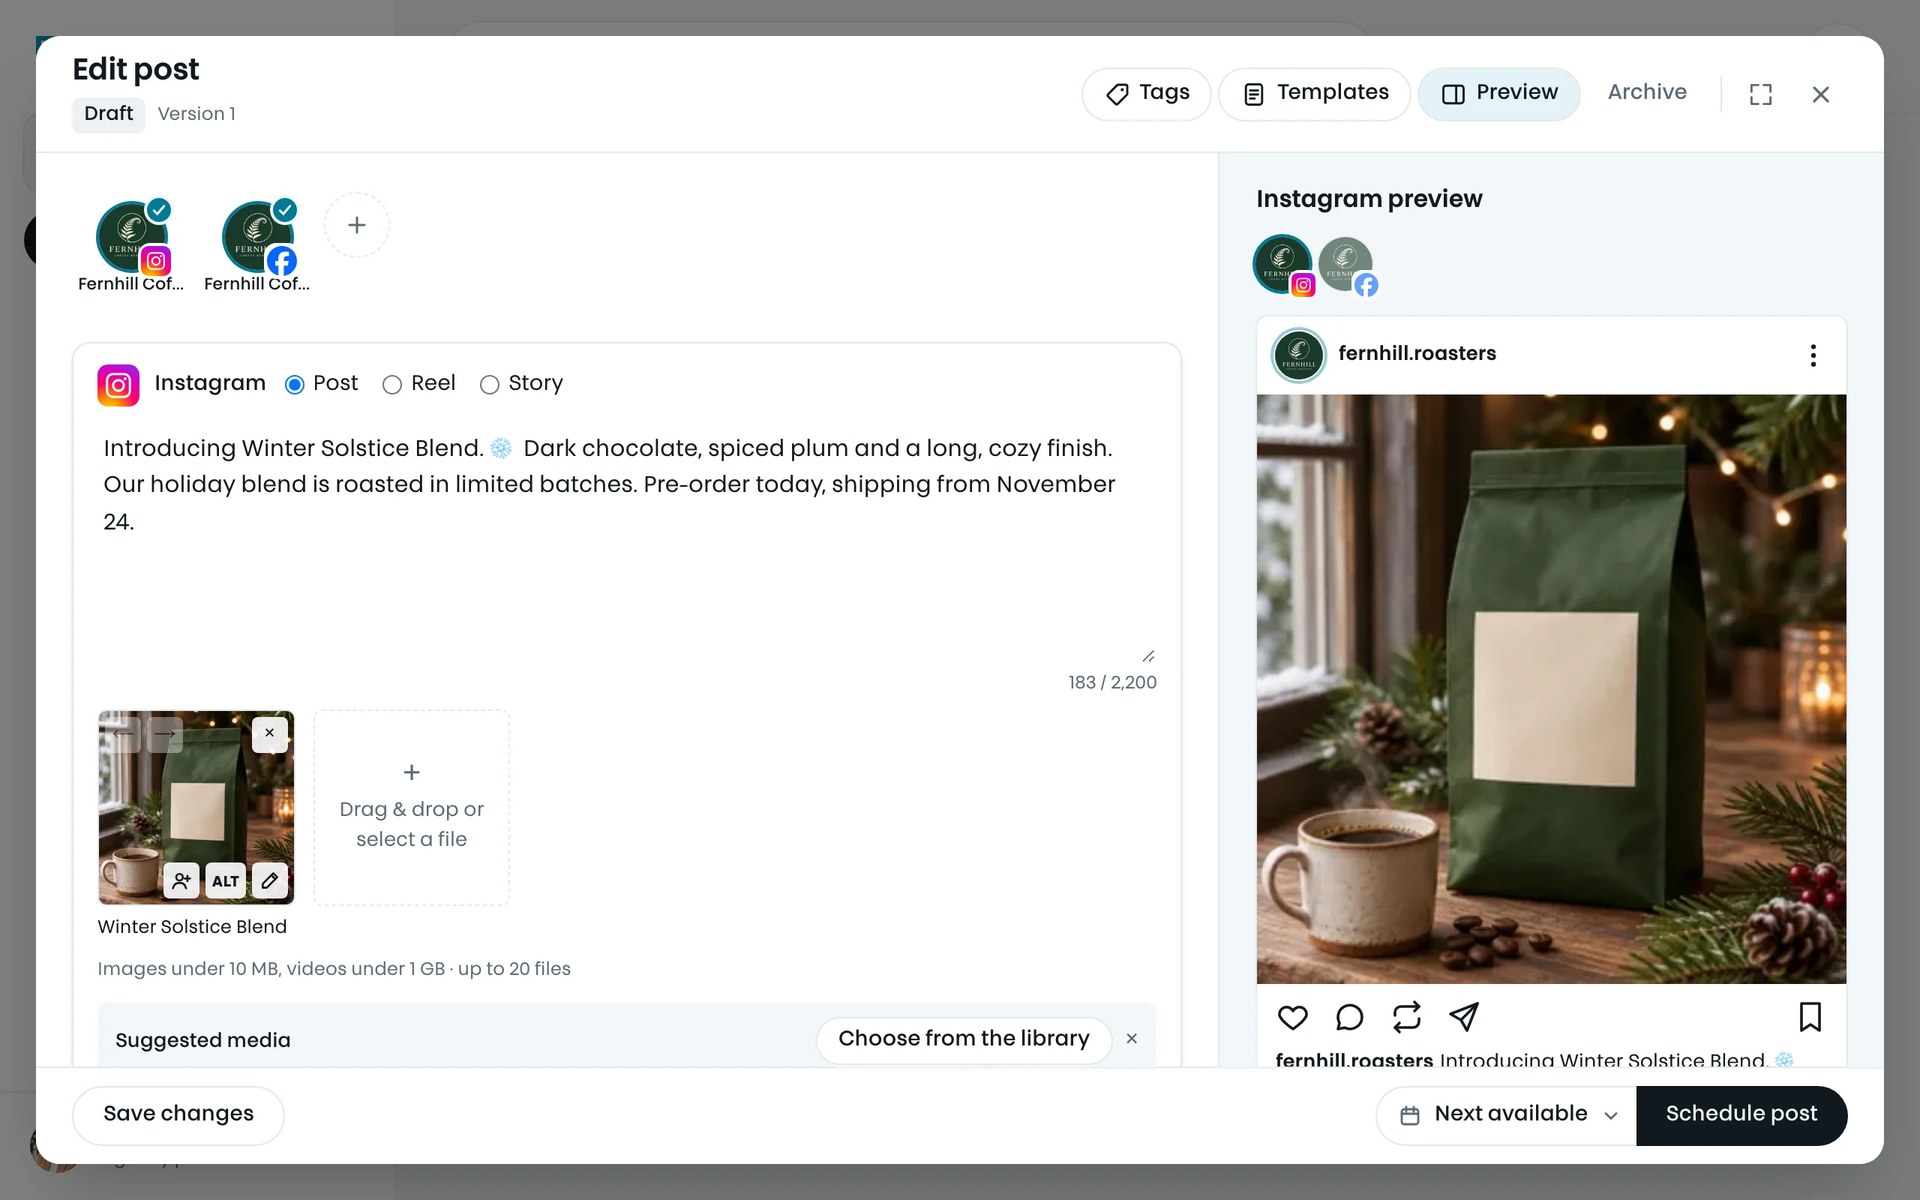 Edit post
Draft Version 1
Tags
Templates
Preview
Archive
Fernhill Cof...
Fernhill Cof...
Instagram
Post
Reel
Story
Introducing Winter Solstice Blend. ❄️ Dark chocolate, spiced plum and a long, cozy finish.
Our holiday blend is roasted in limited batches. Pre-order today, shipping from November
24.
183 / 2,200
ALT
Drag & drop or
select a file
Winter Solstice Blend
Images under 10 MB, videos under 1 GB · up to 20 files
Suggested media
Choose from the library
Instagram preview
fernhill.roasters
fernhill.roasters Introducing Winter Solstice Blend. ❄️
Save changes
Next available
Schedule post